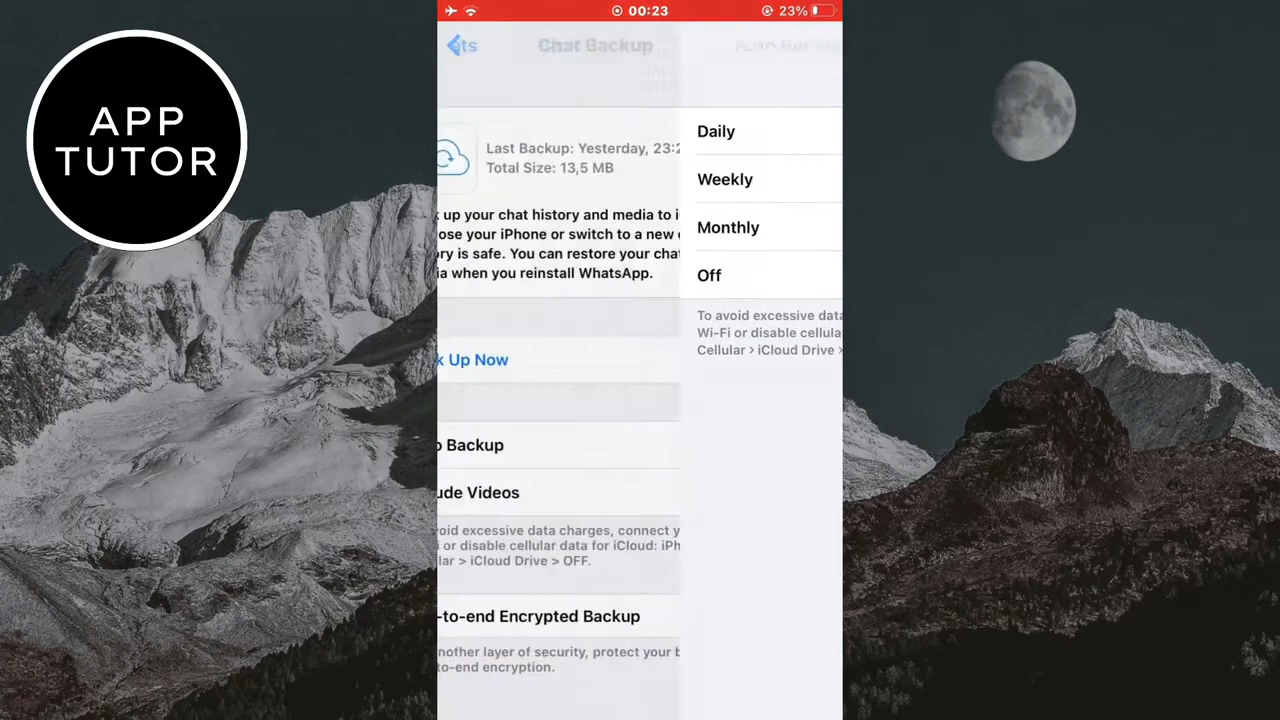 APP
TUTOR
00:23
23%
Chat Backup
Last Backup: Yesterday, 23:2
Total Size: 13,5 MB
up your chat history and media to i
ose your iPhone or switch to a new
ry is safe. You can restore your chat
ia when you reinstall WhatsApp.
k Up Now
Backup
ude Videos
void excessive data charges, connect y
i or disable cellular data for iCloud: iPh
lar > iCloud Drive > OFF.
-to-end Encrypted Backup
nother layer of security, protect your b
to-end encryption.
Daily
Weekly
Monthly
Off
To avoid excessive data
Wi-Fi or disable cellula
Cellular > iCloud Drive >